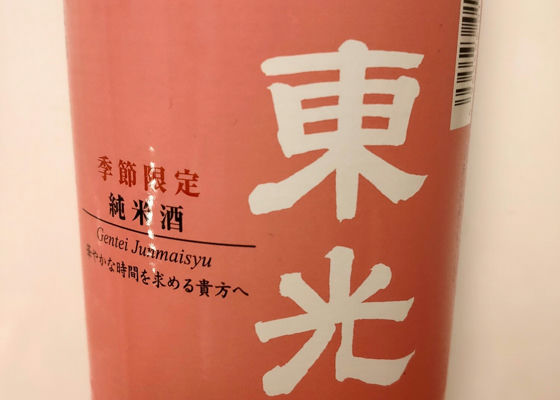 東光
季節限定
純米酒
Gentei Junmaisyu
華やかな時間を求める貴方へ